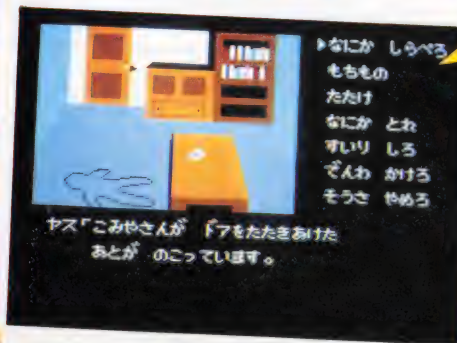 ▶なにか しらべろ
もちもの
たたけ
なにか とれ
すいり しろ
でんわ かけろ
そうさ やめろ
ヤス「こみやさんが ドアをたたきあけた
あとが のこっています。